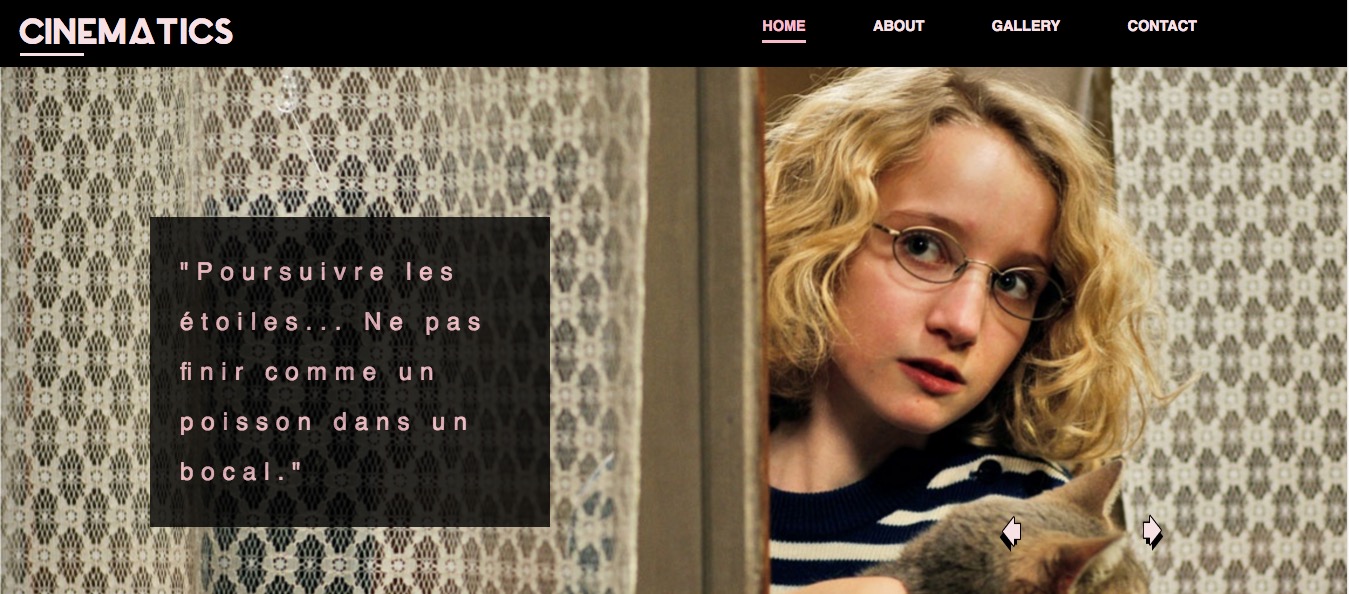 CINEMATICS
HOME ABOUT GALLERY CONTACT
"Poursuivre les
étoiles... Ne pas
finir comme un
poisson dans un
bocal."